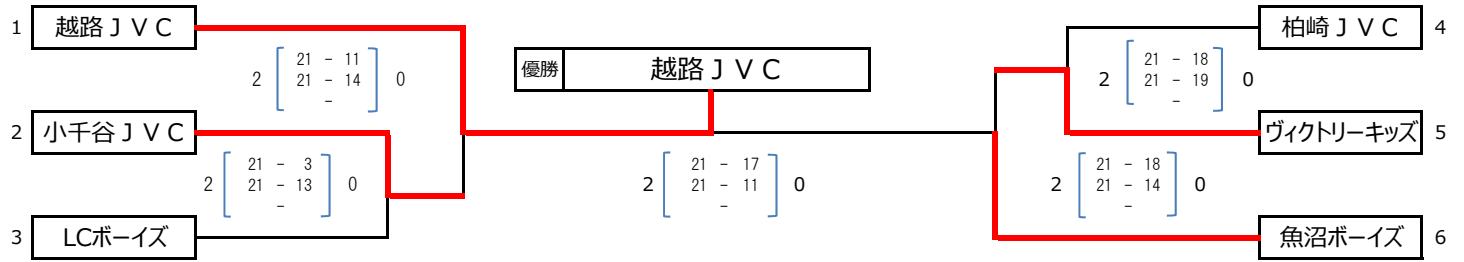 1 越路ＪＶＣ
2 21 - 11 0
21 - 14
-
2 小千谷ＪＶＣ
2 21 - 3 0
21 - 13
-
3 LCボーイズ
優勝 越路ＪＶＣ
2 21 - 17 0
21 - 11
-
柏崎ＪＶＣ 4
2 21 - 18 0
21 - 19
-
ヴィクトリーキッズ 5
2 21 - 18 0
21 - 14
-
魚沼ボーイズ 6